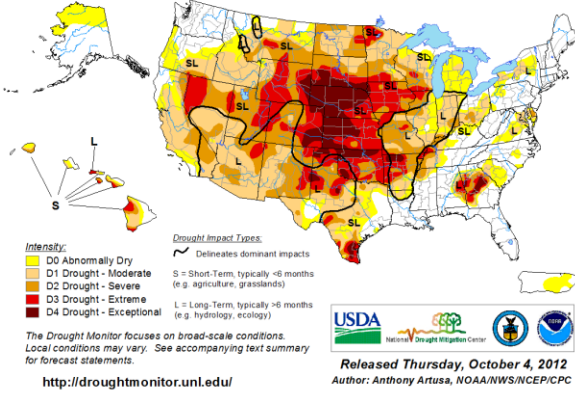 SL
L
SL
SL
SL
SL
L
SL
SL
SL
L
L
SL
L
L
L
L
L
SL
L
S
Intensity:
D0 Abnormally Dry
D1 Drought - Moderate
D2 Drought - Severe
D3 Drought - Extreme
D4 Drought - Exceptional
Drought Impact Types:
Delineates dominant impacts
S = Short-Term, typically <6 months
(e.g. agriculture, grasslands)
L = Long-Term, typically >6 months
(e.g. hydrology, ecology)
The Drought Monitor focuses on broad-scale conditions.
Local conditions may vary. See accompanying text summary
for forecast statements.
http://droughtmonitor.unl.edu/
USDA
National Drought Mitigation Center
NOAA
Released Thursday, October 4, 2012
Author: Anthony Artusa, NOAA/NWS/NCEP/CPC